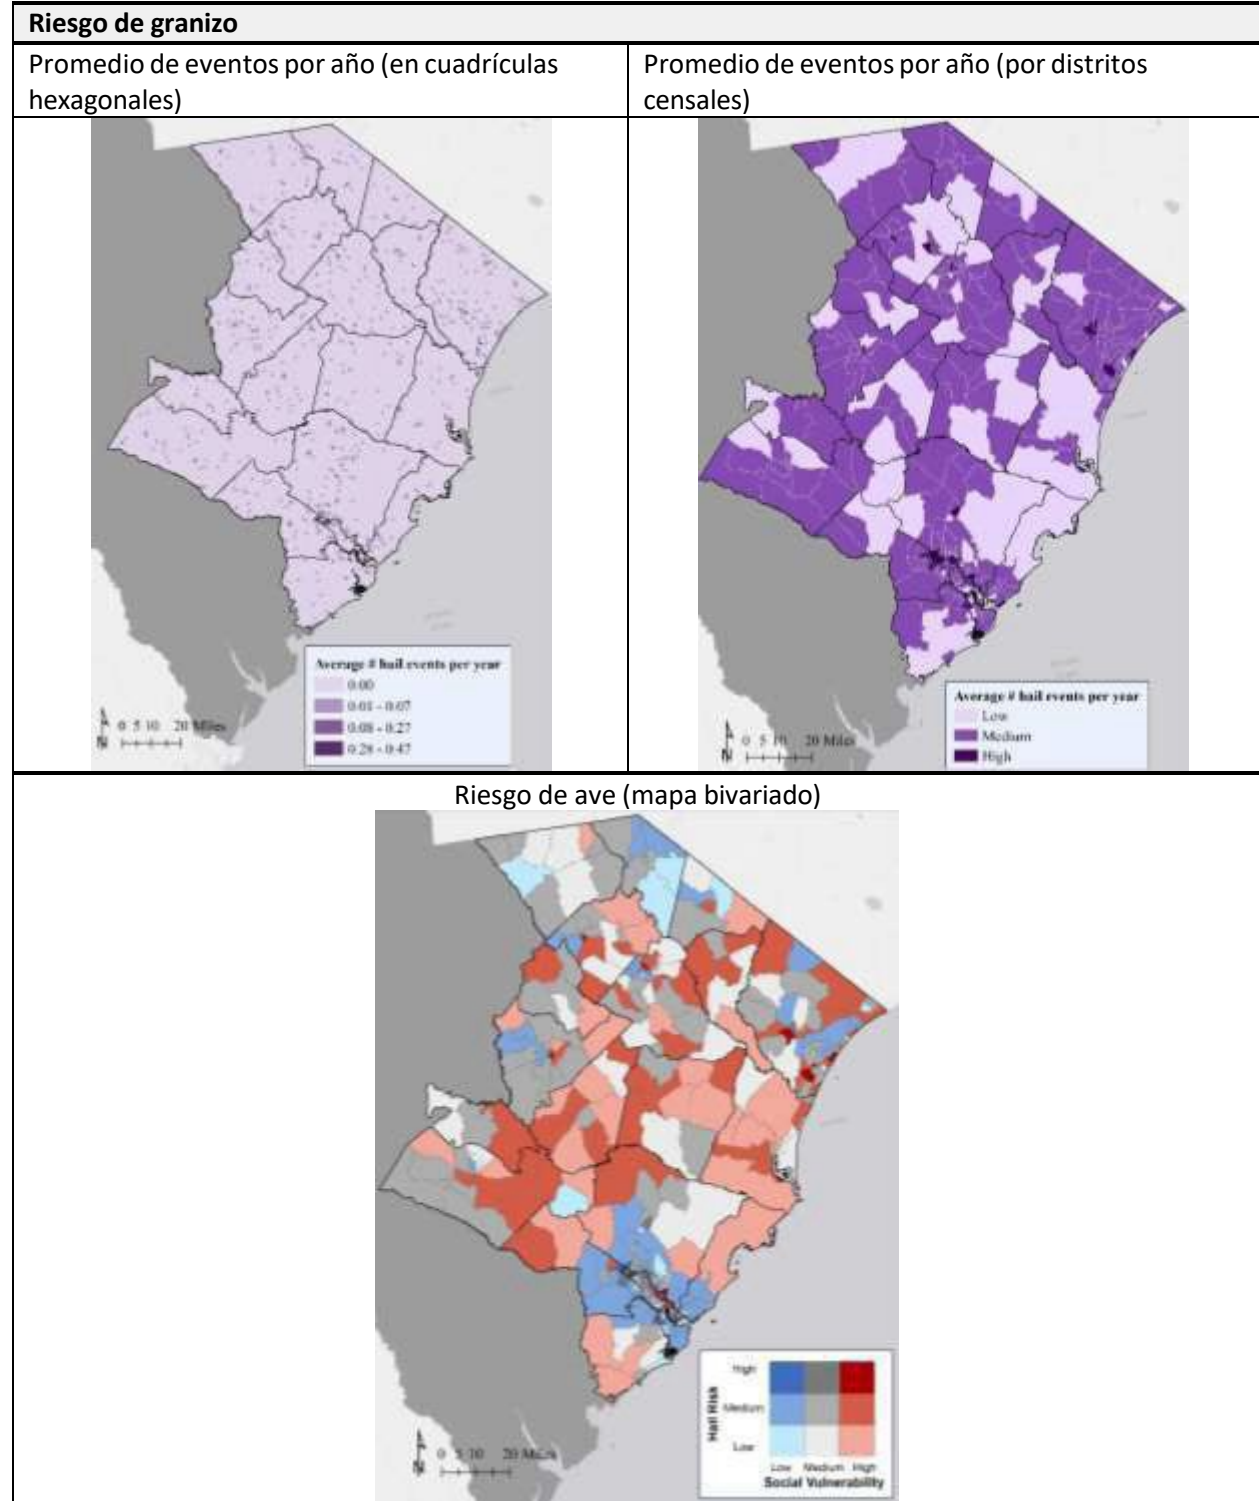 Riesgo de granizo
Promedio de eventos por año (en cuadrículas
hexagonales)
Promedio de eventos por año (por distritos
censales)
Average # hail events per year
0.00
0.01 - 0.07
0.08 - 0.27
0.28 - 0.47
N
0 5 10 20 Miles
Average # hail events per year
Low
Medium
High
N
0 5 10 20 Miles
Riesgo de ave (mapa bivariado)
High
Medium
Low
Hail Risk
Low Medium High
Social Vulnerability
N
0 5 10 20 Miles